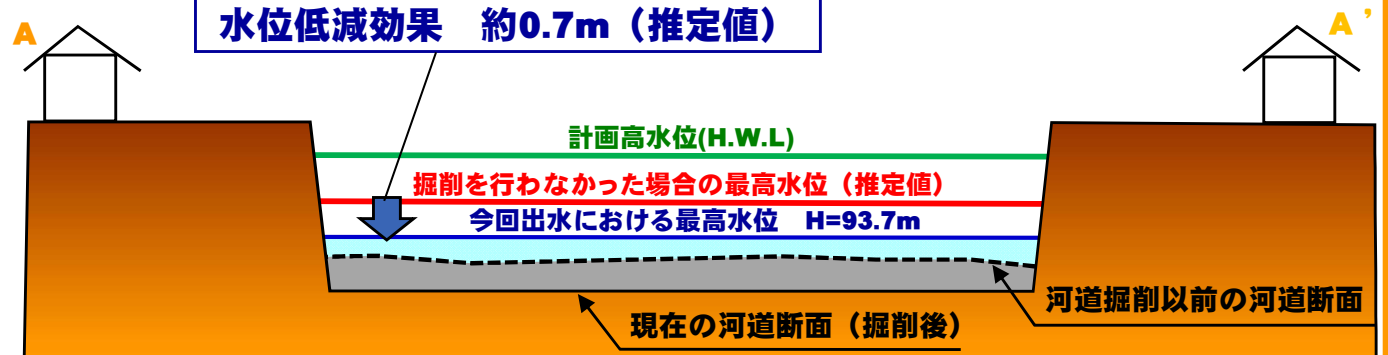 水位低減効果 約0.7m（推定値）
A
A’
計画高水位(H.W.L)
掘削を行わなかった場合の最高水位（推定値）
今回出水における最高水位 H=93.7m
河道掘削以前の河道断面
現在の河道断面（掘削後）